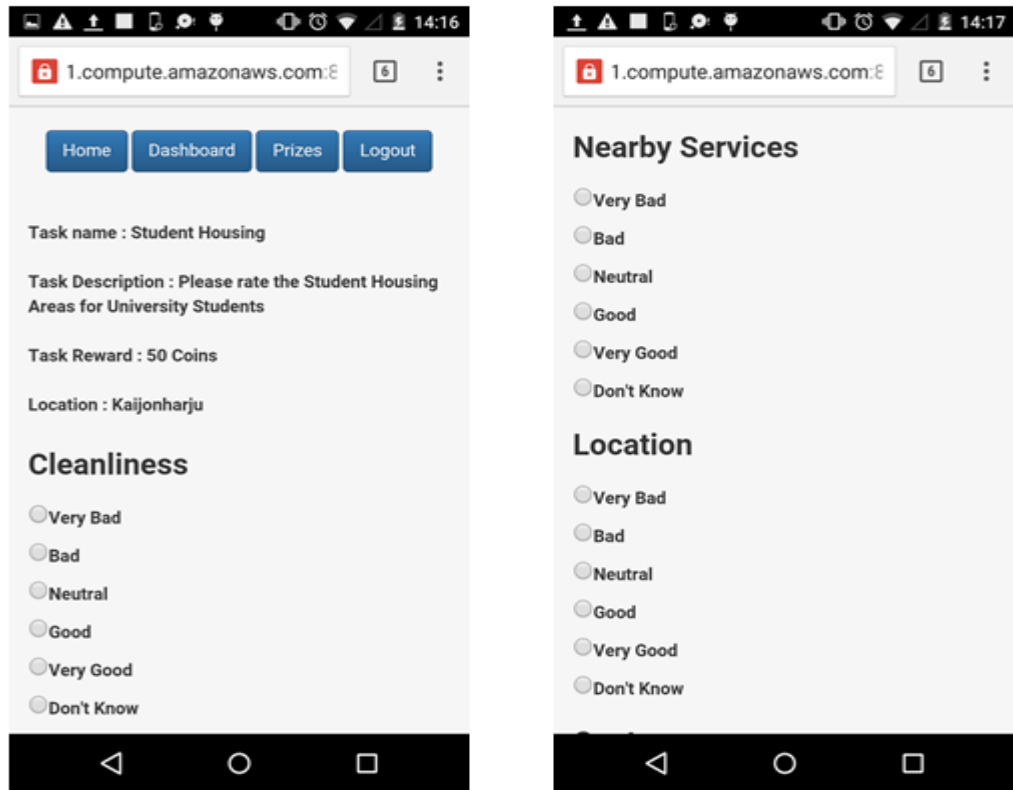 14:16
1.compute.amazonaws.com:8
6
Home Dashboard Prizes Logout
Task name : Student Housing
Task Description : Please rate the Student Housing
Areas for University Students
Task Reward : 50 Coins
Location : Kaijonharju
Cleanliness
Very Bad
Bad
Neutral
Good
Very Good
Don't Know
14:17
1.compute.amazonaws.com:8
6
Nearby Services
Very Bad
Bad
Neutral
Good
Very Good
Don't Know
Location
Very Bad
Bad
Neutral
Good
Very Good
Don't Know